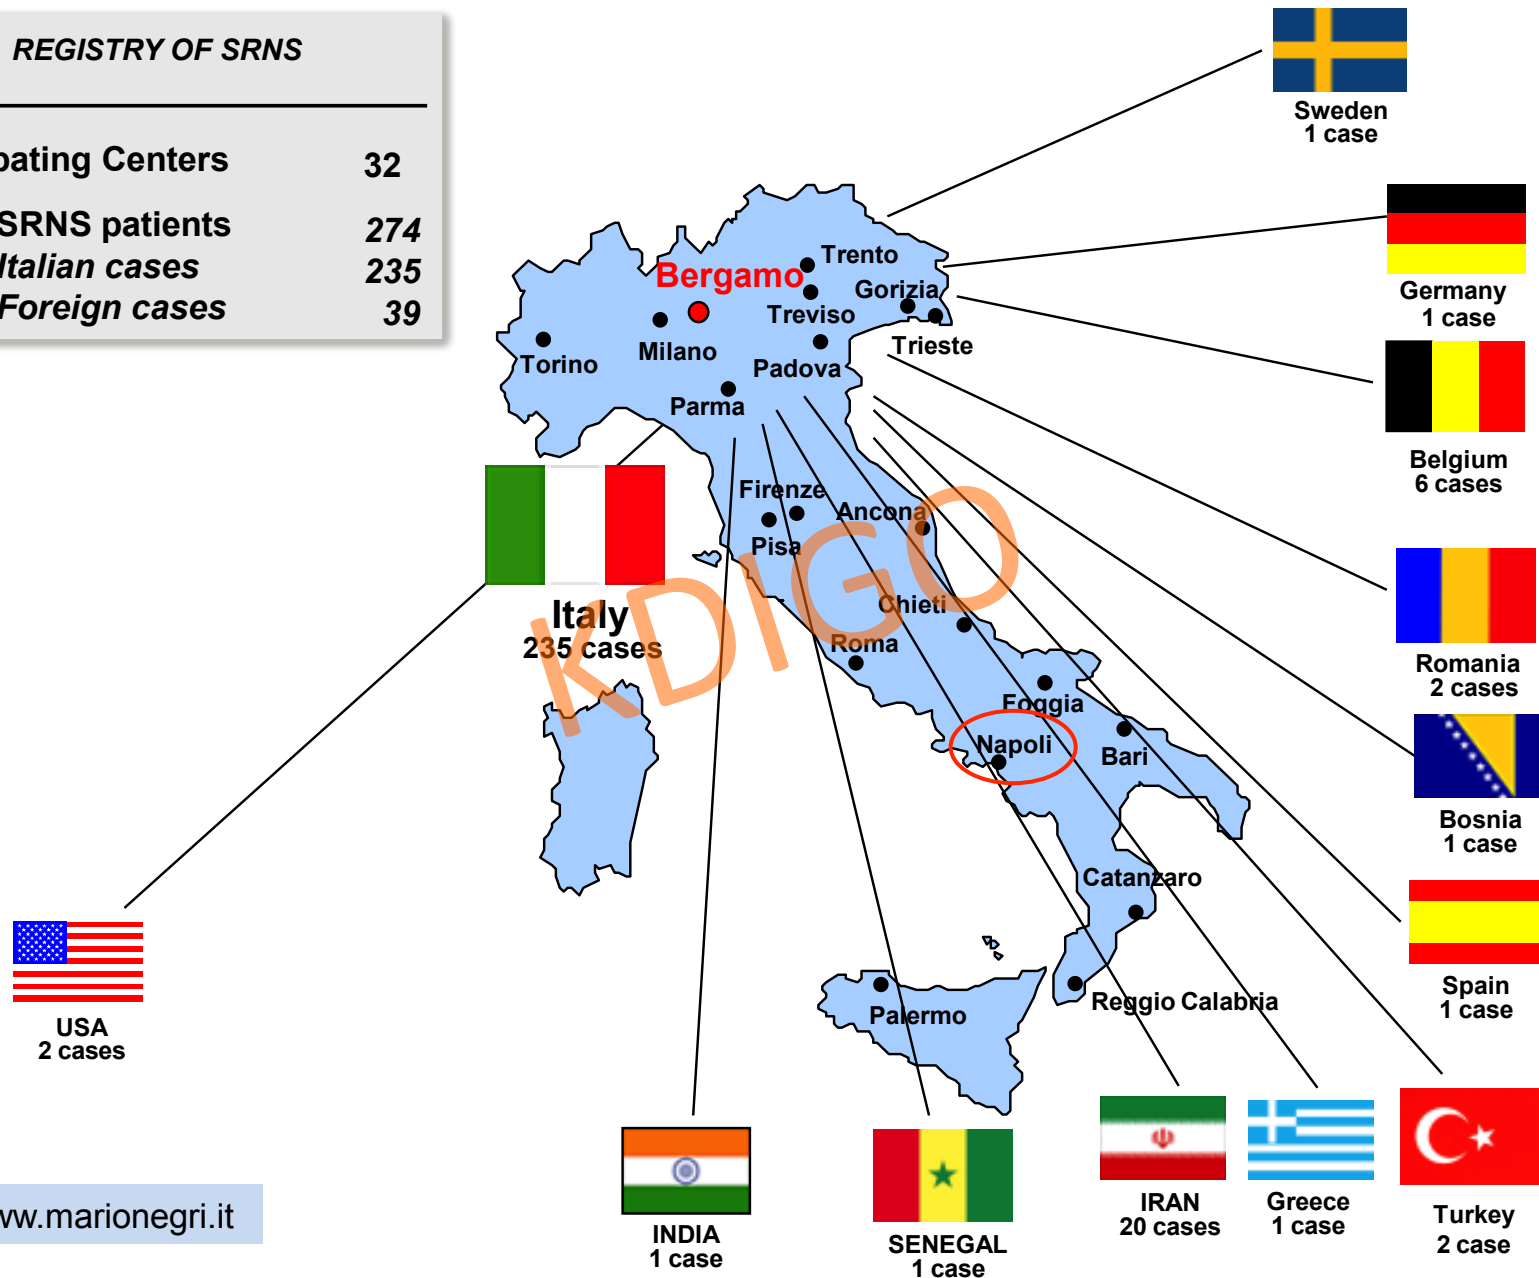 REGISTRY OF SRNS
pating Centers 32
SRNS patients 274
Italian cases 235
Foreign cases 39
Sweden
1 case
Germany
1 case
Belgium
6 cases
Romania
2 cases
Bosnia
1 case
Spain
1 case
Turkey
2 case
Greece
1 case
IRAN
20 cases
SENEGAL
1 case
INDIA
1 case
USA
2 cases
Italy
235 cases
Trento
Bergamo
Gorizia
Treviso
Trieste
Milano
Padova
Torino
Parma
Firenze
Ancona
Pisa
Chieti
Roma
Foggia
Napoli
Bari
Catanzaro
Reggio Calabria
Palermo
KDIGO
ww.marionegri.it